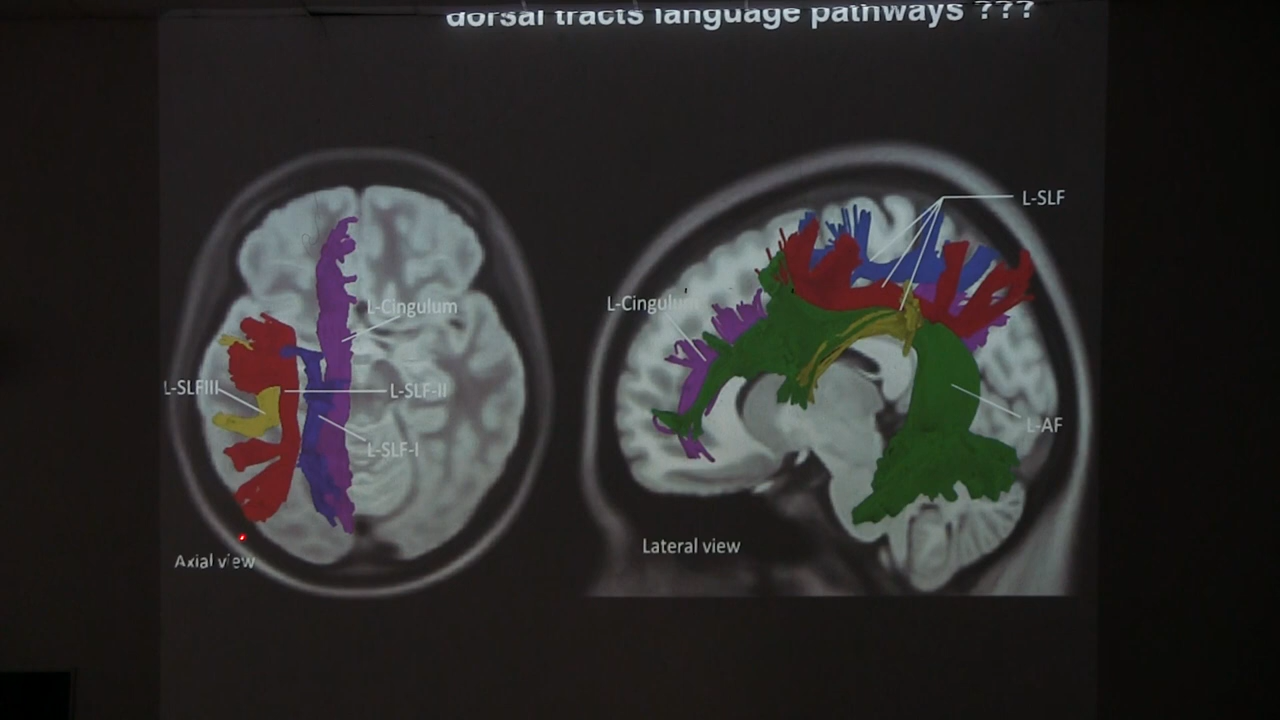 dorsal tracts language pathways ???
L-Cingulum
L-SLFIII
L-SLF-II
L-SLF-I
Axial view
L-SLF
L-Cingulum
L-AF
Lateral view